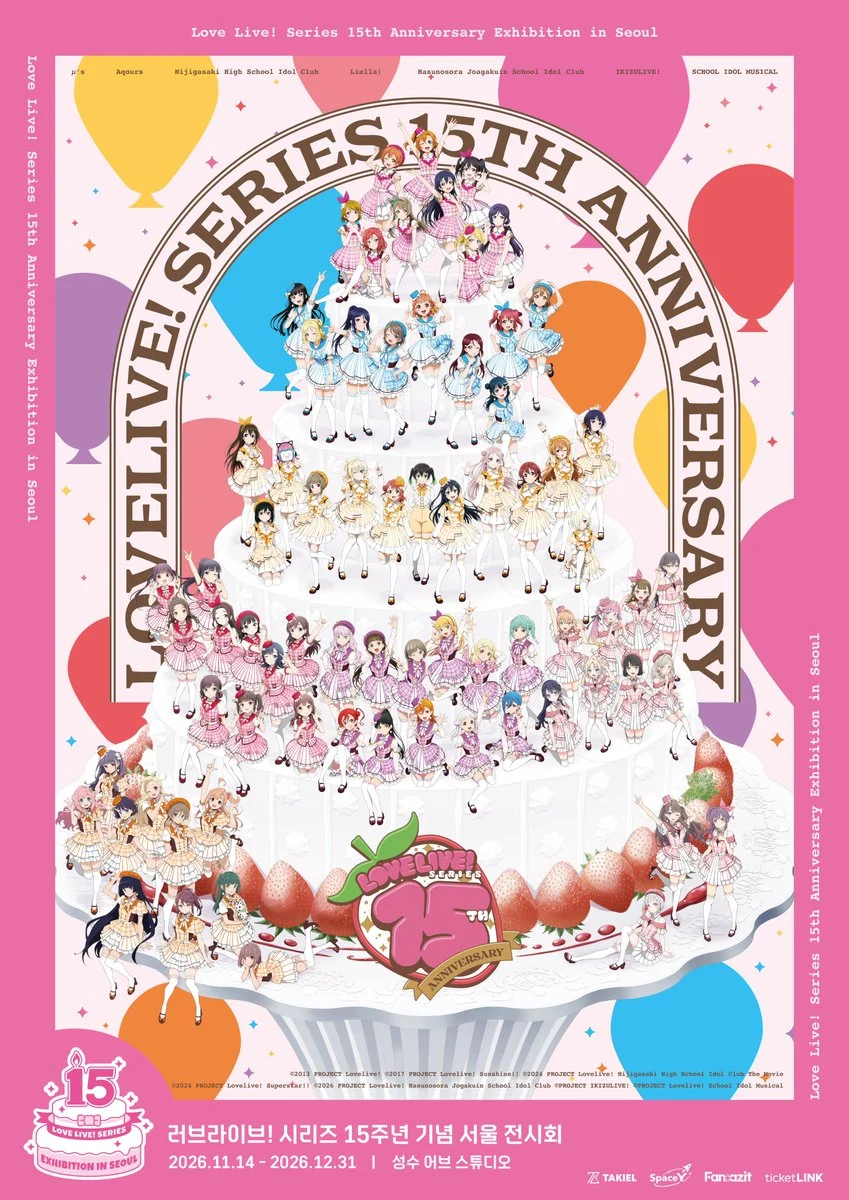 Love Live! Series 15th Anniversary Exhibition in Seoul
Love Live! Series 15th Anniversary Exhibition in Seoul
μ's Aqours Nijigasaki High School Idol Club Liella! Hasunosora Joagakuin School Idol Club IKIZULIVE! SCHOOL IDOL MUSICAL
LOVELIVE! SERIES 15TH ANNIVERSARY
LOVE LIVE!
SERIES
15TH
ANNIVERSARY
Love Live! Series 15th Anniversary Exhibition in Seoul
©2013 PROJECT Lovelive! ©2017 PROJECT Lovelive! Sunshine!! ©2024 PROJECT Lovelive! Nijigasaki High School Idol Club The Movie
©2024 PROJECT Lovelive! Superstar!! ©2026 PROJECT Lovelive! Hasunosora Jogakuin School Idol Club ©PROJECT IKIZULIVE! ©PROJECT Lovelive! School Idol Musical
15
LOVE LIVE! SERIES
EXHIBITION IN SEOUL
러브라이브! 시리즈 15주년 기념 서울 전시회
2026.11.14 - 2026.12.31 | 성수 어브 스튜디오
TAKIEL SpaceY Fanzazit ticketLINK